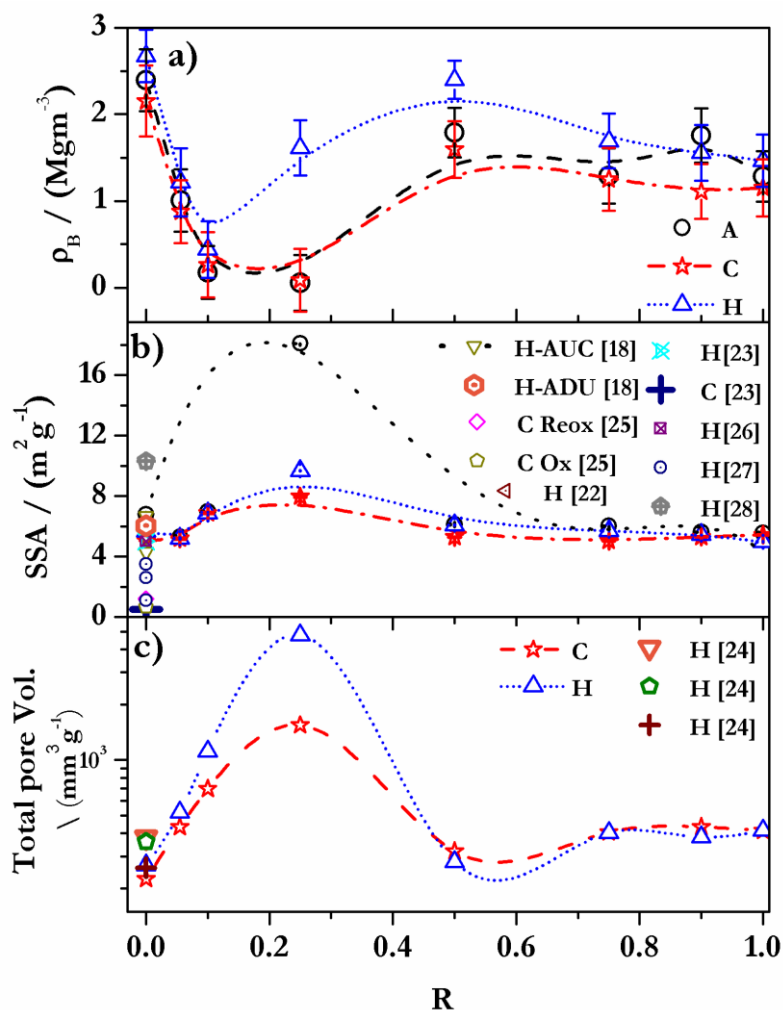 a)
3
2
1
0
ρB / (Mgm-3)
A
C
H
b)
16
12
8
4
0
SSA / (m2 g-1)
H-AUC [18]
H-ADU [18]
C Reox [25]
C Ox [25]
H [22]
H[23]
C [23]
H[26]
H[27]
H[28]
c)
103
Total pore Vol.
\ (mm3g-1)
C
H
H [24]
H [24]
H [24]
0.0 0.2 0.4 0.6 0.8 1.0
R